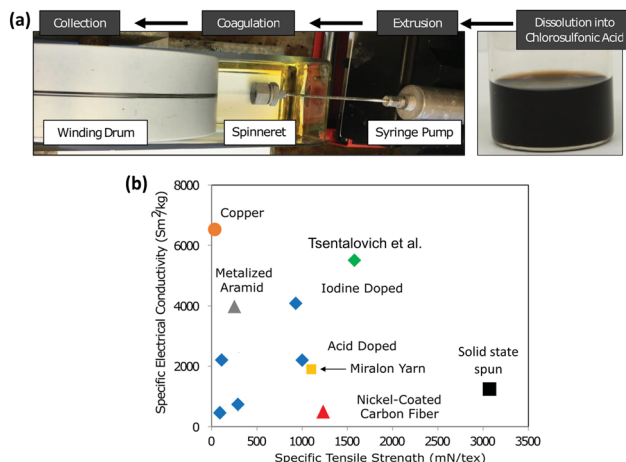 (a)
Collection
Coagulation
Extrusion
Dissolution into
Chlorosulfonic Acid
Winding Drum
Spinneret
Syringe Pump
(b)
Specific Electrical Conductivity (Sm²/kg)
8000
6000
4000
2000
0
Copper
Tsentalovich et al.
Metalized
Aramid
Iodine Doped
Acid Doped
Miralon Yarn
Solid state
spun
Nickel-Coated
Carbon Fiber
0
500
1000
1500
2000
2500
3000
3500
Specific Tensile Strength (mN/tex)